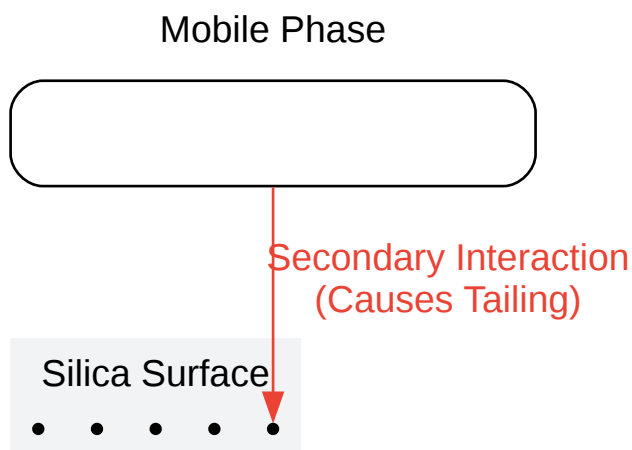 Mobile Phase
Secondary Interaction
(Causes Tailing)
Silica Surface